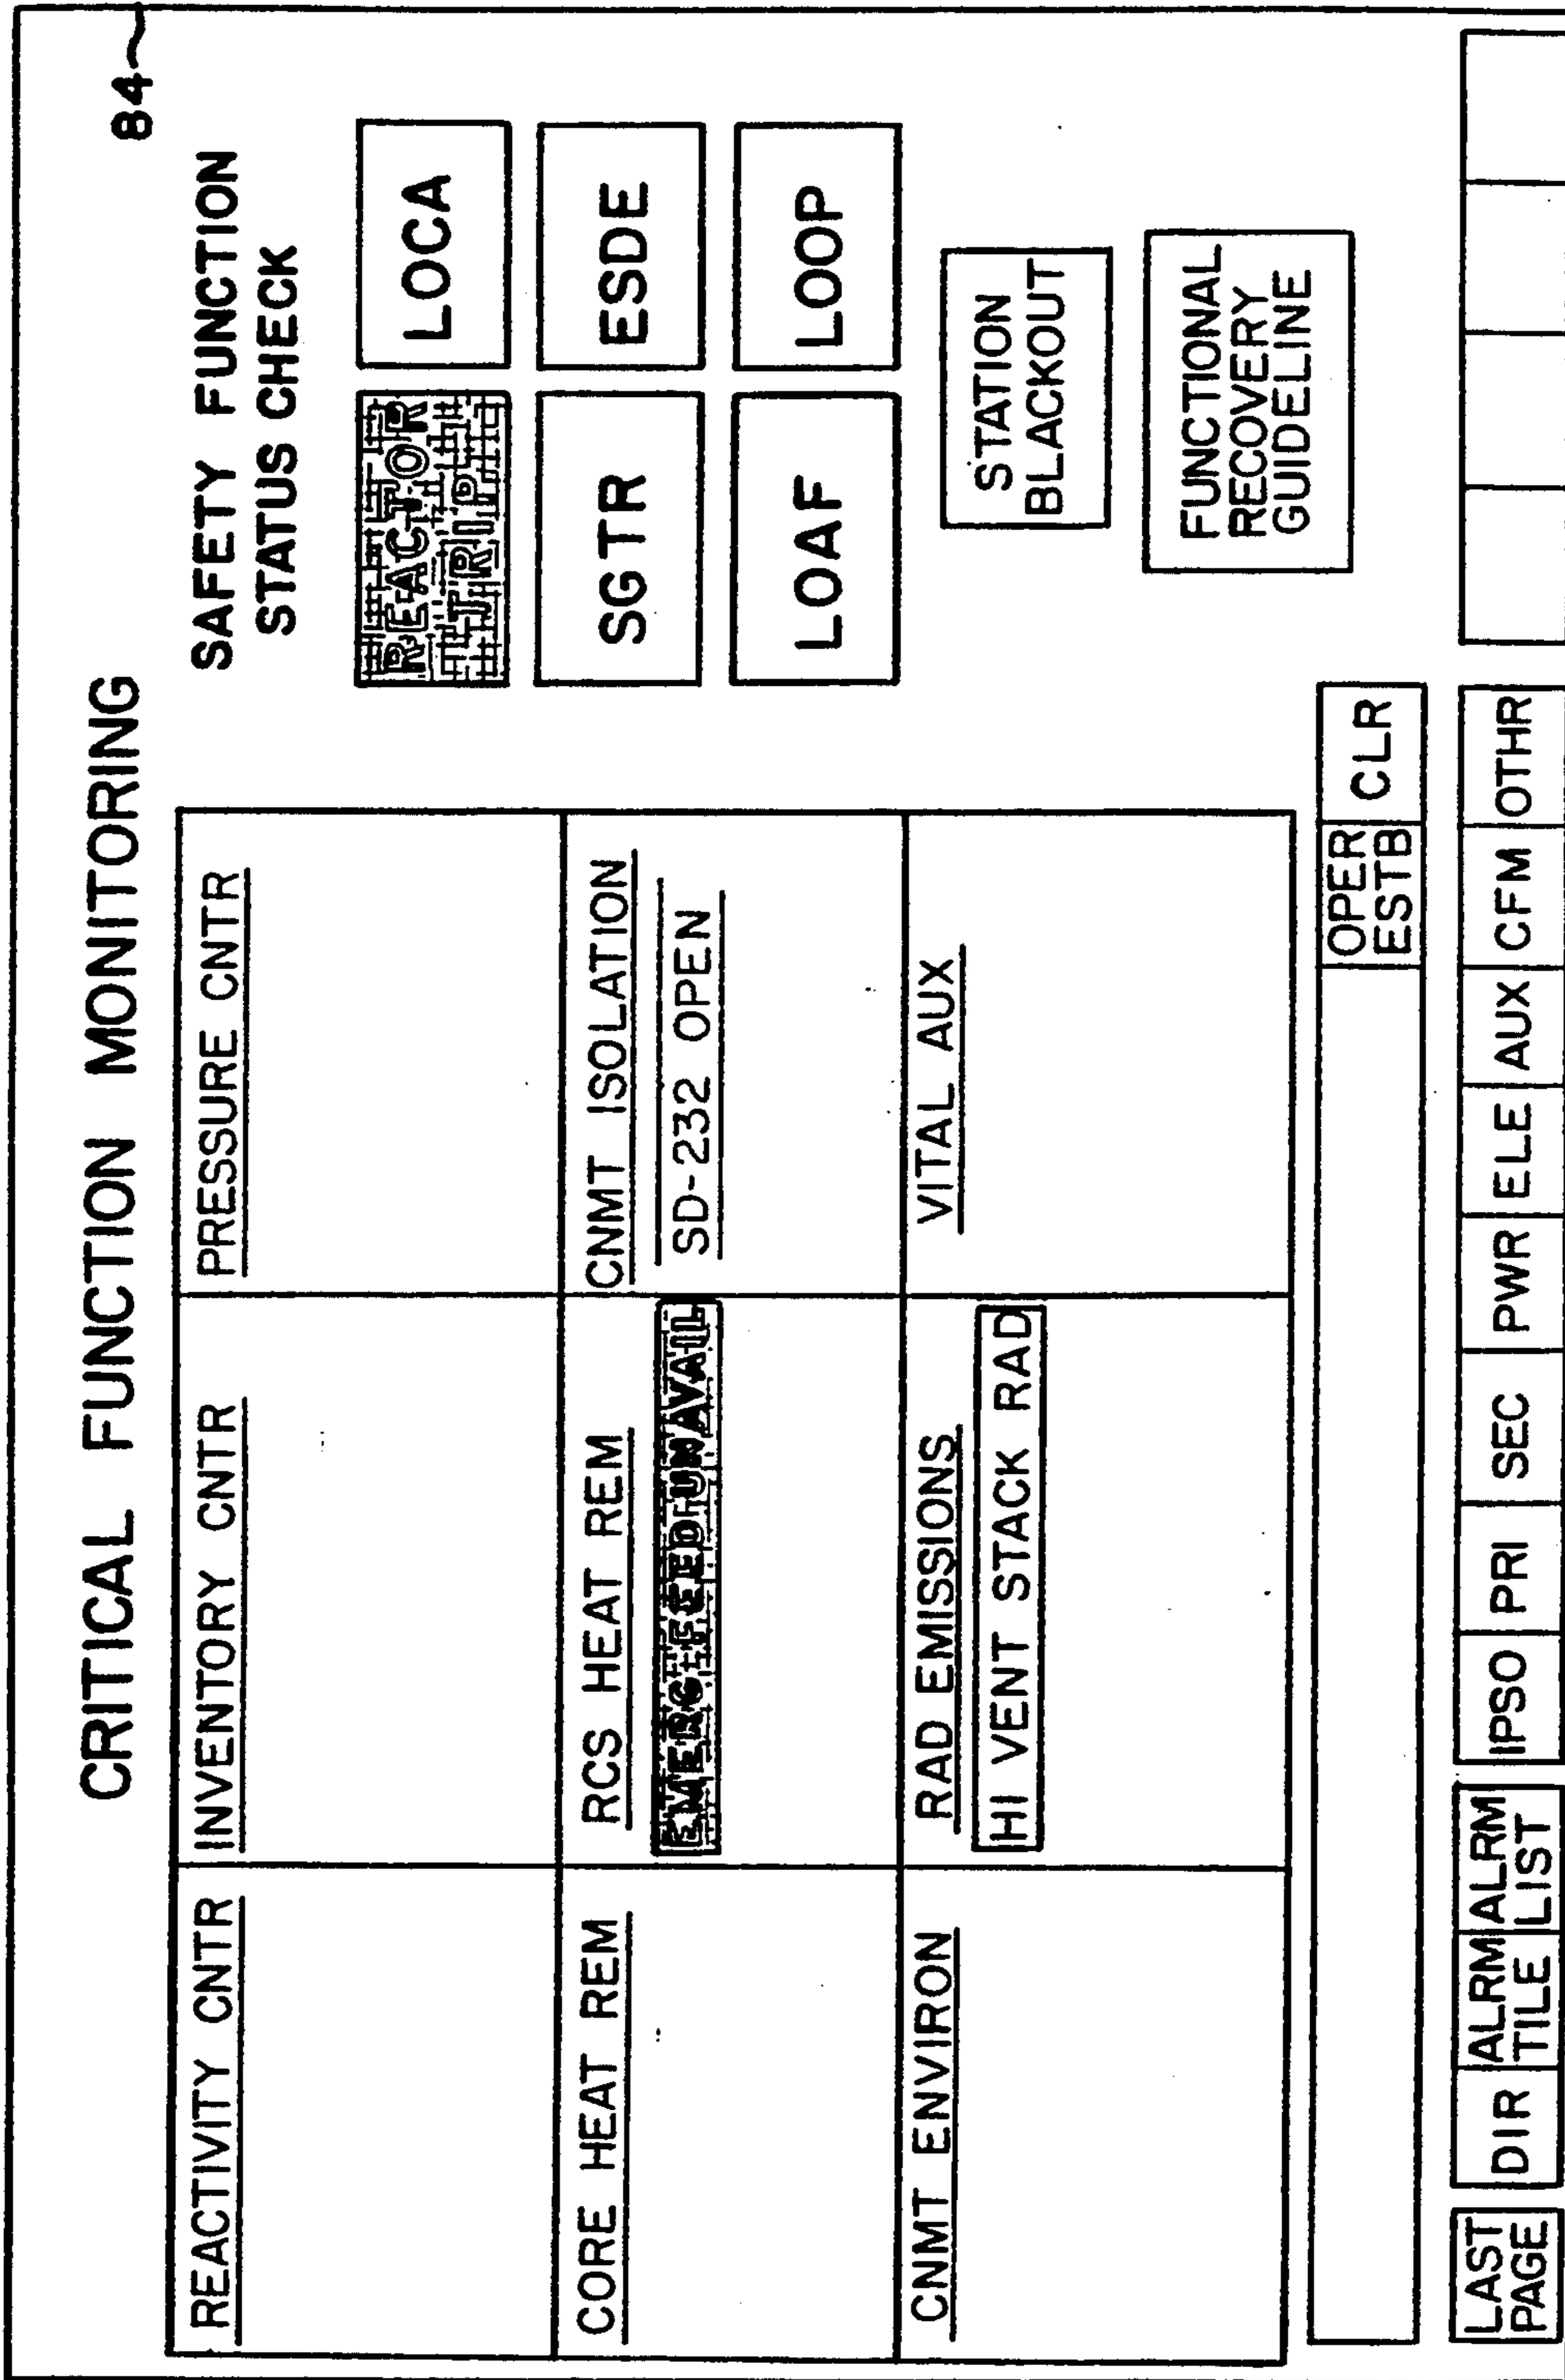 84
CRITICAL FUNCTION MONITORING
REACTIVITY CNTR
INVENTORY CNTR
PRESSURE CNTR
CORE HEAT REM
RCS HEAT REM
EMERG FEED UNAVAIL
CNMT ISOLATION
SD-232 OPEN
CNMT ENVIRON
RAD EMISSIONS
HI VENT STACK RAD
VITAL AUX
SAFETY FUNCTION
STATUS CHECK
REACTOR
TRIP
LOCA
SGTR
ESDE
LOAF
LOOP
STATION
BLACKOUT
FUNCTIONAL
RECOVERY
GUIDELINE
OPER
ESTB
CLR
LAST
PAGE
DIR
ALRM
TILE
ALRM
LIST
IPSO
PRI
SEC
PWR
ELE
AUX
CFM
OTHR